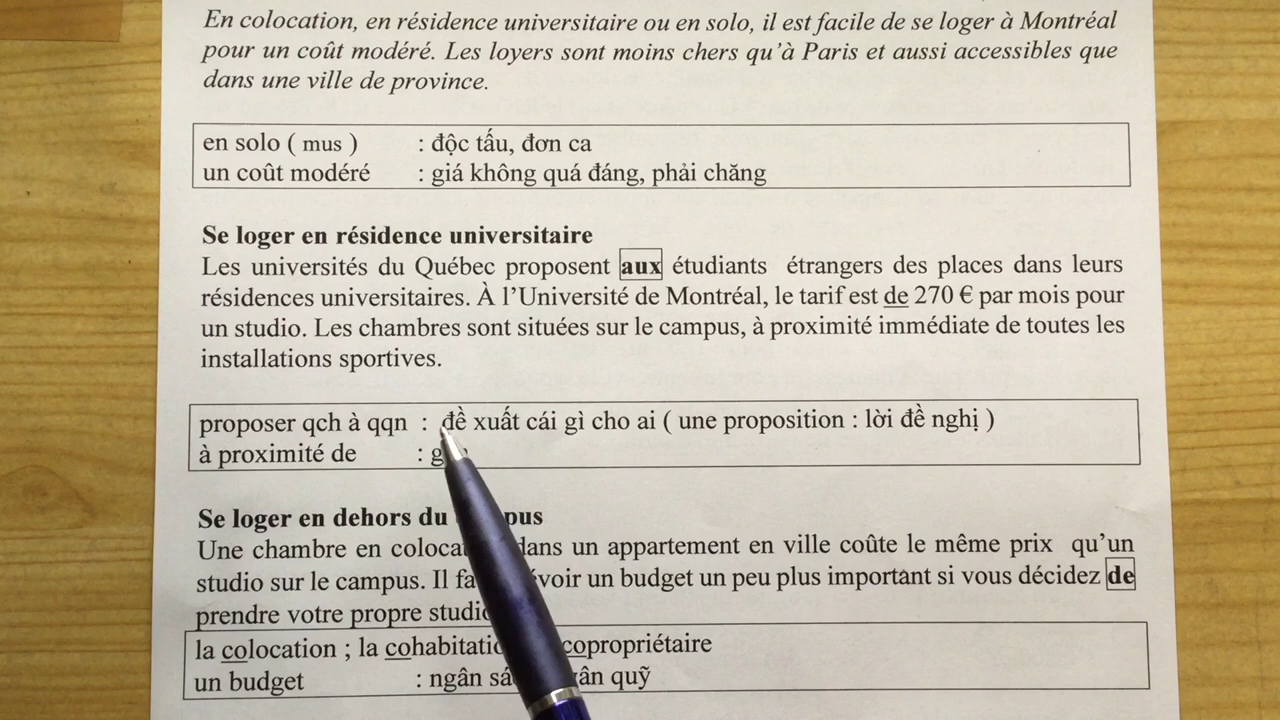 En colocation, en résidence universitaire ou en solo, il est facile de se loger à Montréal
pour un coût modéré. Les loyers sont moins chers qu'à Paris et aussi accessibles que
dans une ville de province.
en solo ( mus ) : độc tấu, đơn ca
un coût modéré : giá không quá đáng, phải chăng
Se loger en résidence universitaire
Les universités du Québec proposent aux étudiants étrangers des places dans leurs
résidences universitaires. À l'Université de Montréal, le tarif est de 270 € par mois pour
un studio. Les chambres sont situées sur le campus, à proximité immédiate de toutes les
installations sportives.
proposer qch à qqn : đề xuất cái gì cho ai ( une proposition : lời đề nghị )
à proximité de :
Se loger en dehors du
Une chambre en dans un appartement en ville coûte le même prix qu'un
studio sur le campus. Il un budget un peu plus important si vous décidez de
prendre votre propre
la colocation ; la copropriétaire
un budget : ngân quỹ